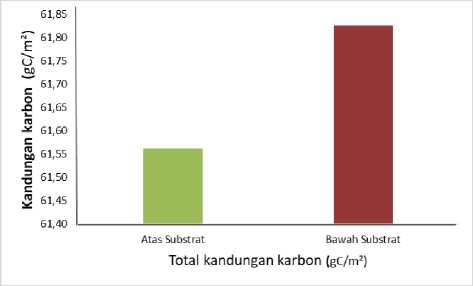 Kandungan karbon (gC/m²)
61,85
61,80
61,75
61,70
61,65
61,60
61,55
61,50
61,45
61,40
Atas Substrat
Bawah Substrat
Total kandungan karbon (gC/m²)